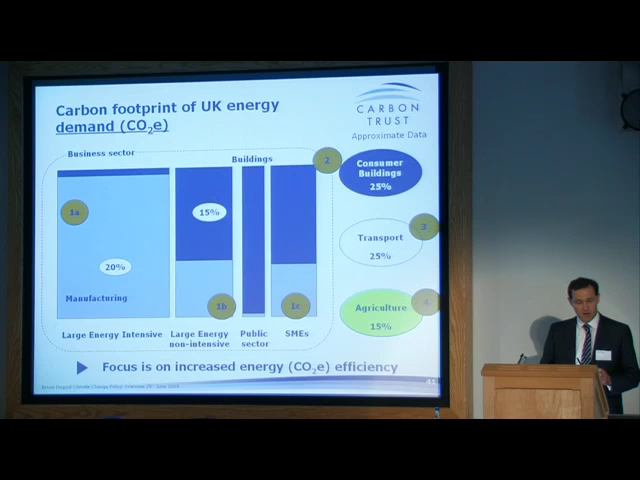 Carbon footprint of UK energy
demand (CO2e)
CARBON
TRUST
Approximate Data
Business sector
Buildings
2
Consumer
Buildings
25%
1a
15%
3
Transport
25%
20%
Manufacturing
1b
1c
4
Agriculture
15%
Large Energy Intensive
Large Energy
non-intensive
Public
sector
SMEs
Focus is on increased energy (CO2e) efficiency